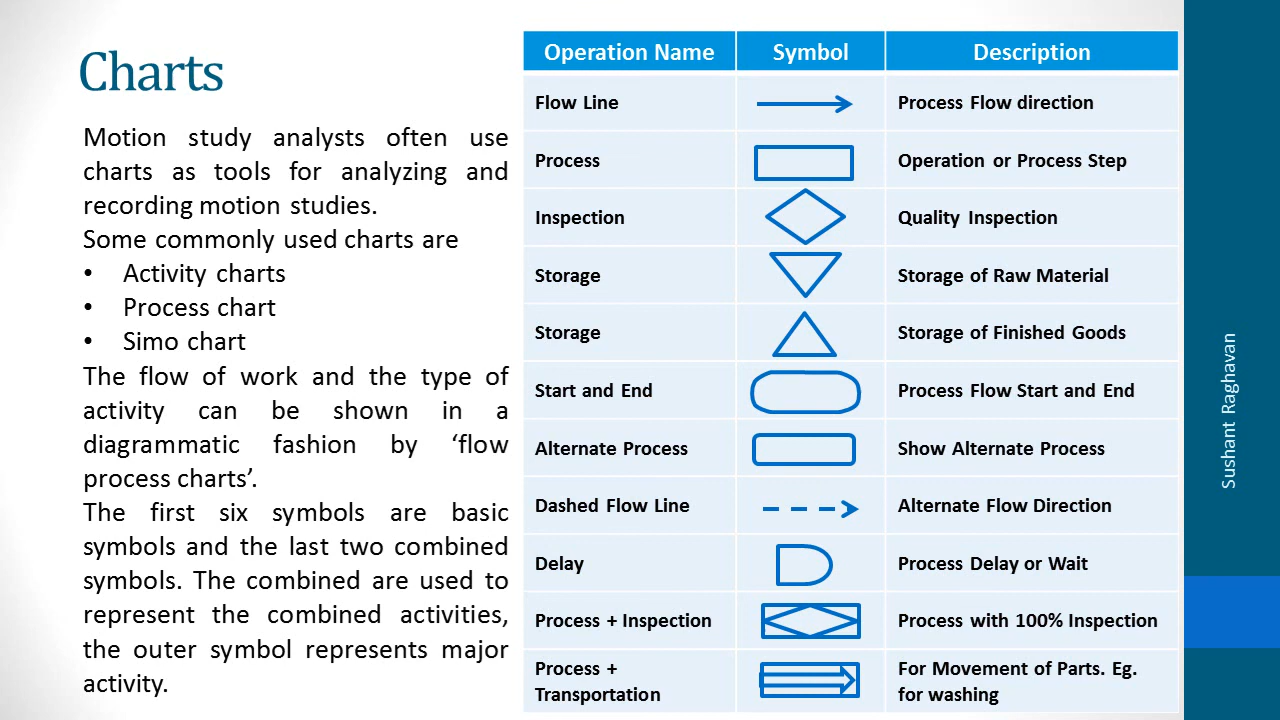 Charts
Motion study analysts often use
charts as tools for analyzing and
recording motion studies.
Some commonly used charts are
• Activity charts
• Process chart
• Simo chart
The flow of work and the type of
activity can be shown in a
diagrammatic fashion by ‘flow
process charts’.
The first six symbols are basic
symbols and the last two combined
symbols. The combined are used to
represent the combined activities,
the outer symbol represents major
activity.
Operation Name Symbol Description
Flow Line Process Flow direction
Process Operation or Process Step
Inspection Quality Inspection
Storage Storage of Raw Material
Storage Storage of Finished Goods
Start and End Process Flow Start and End
Alternate Process Show Alternate Process
Dashed Flow Line Alternate Flow Direction
Delay Process Delay or Wait
Process + Inspection Process with 100% Inspection
Process + For Movement of Parts. Eg.
Transportation for washing
Sushant Raghavan